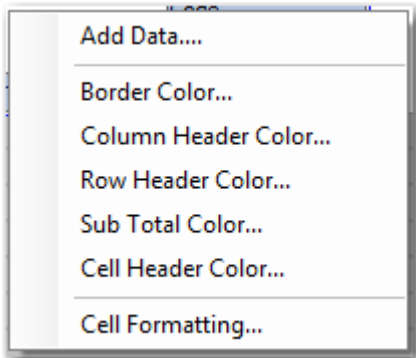 Add Data....
Border Color...
Column Header Color...
Row Header Color...
Sub Total Color...
Cell Header Color...
Cell Formatting...